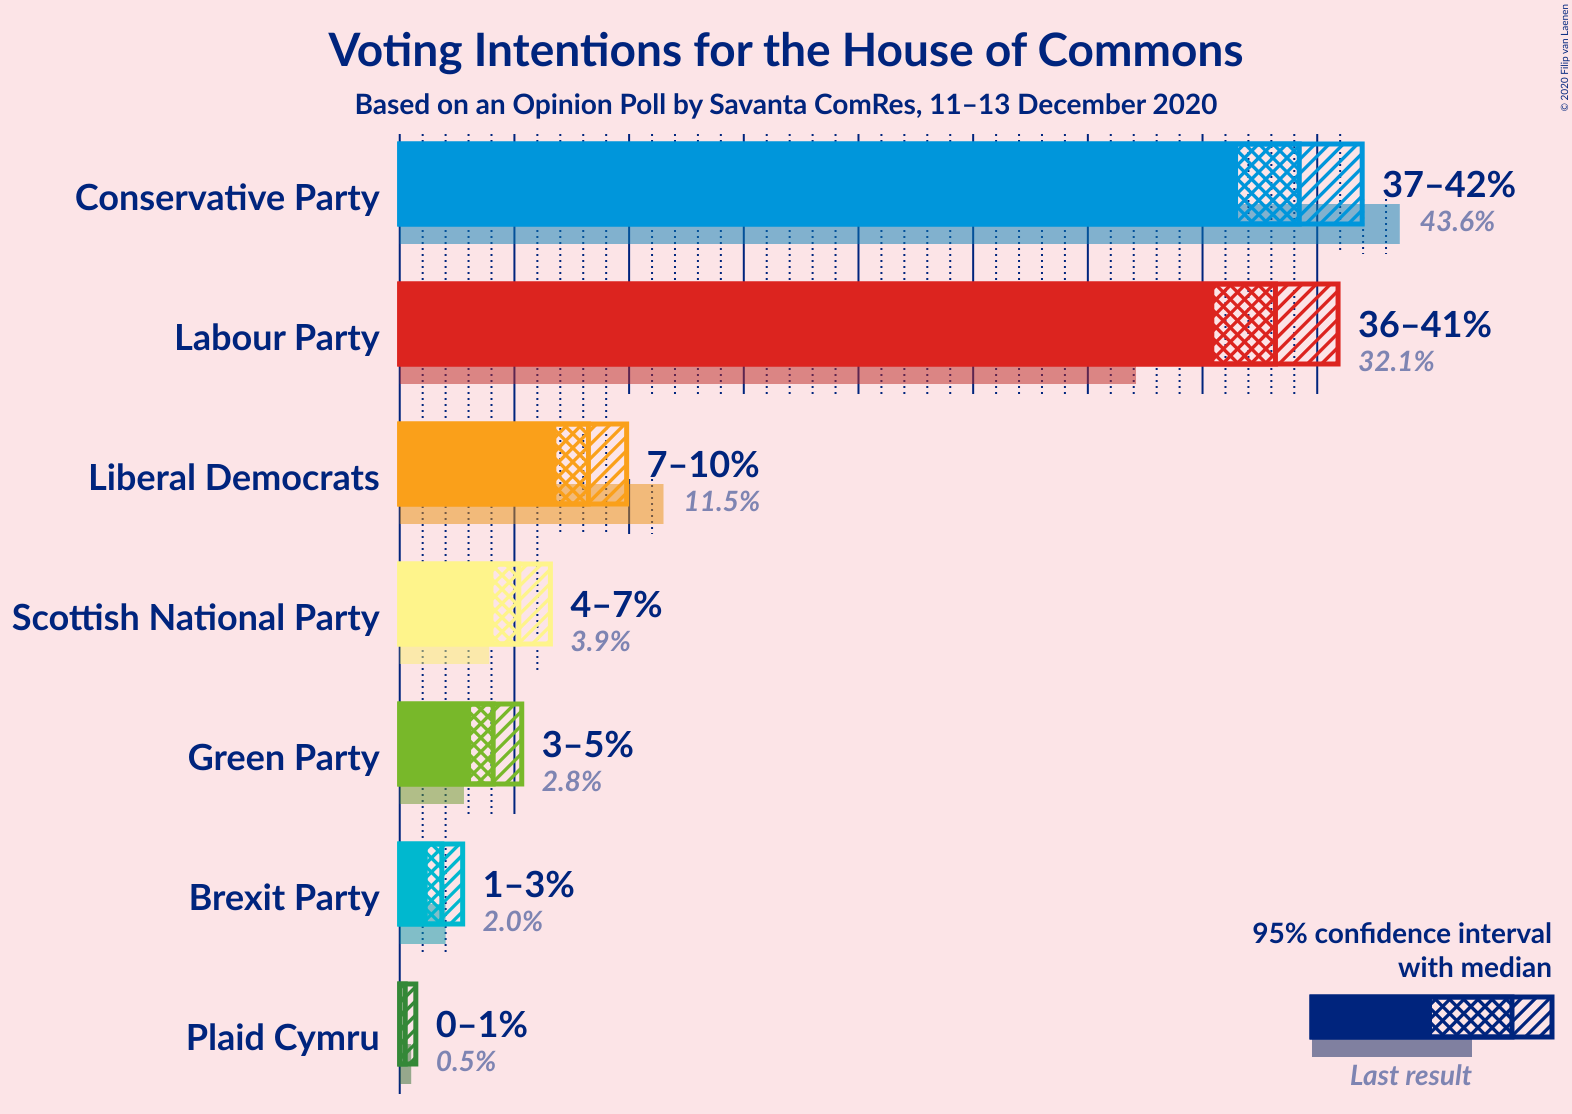 Voting Intentions for the House of Commons
Based on an Opinion Poll by Savanta ComRes, 11–13 December 2020
© 2020 Filip van Laenen
Conservative Party
37–42%
43.6%
Labour Party
36–41%
32.1%
Liberal Democrats
7–10%
11.5%
Scottish National Party
4–7%
3.9%
Green Party
3–5%
2.8%
Brexit Party
1–3%
2.0%
Plaid Cymru
0–1%
0.5%
95% confidence interval
with median
Last result